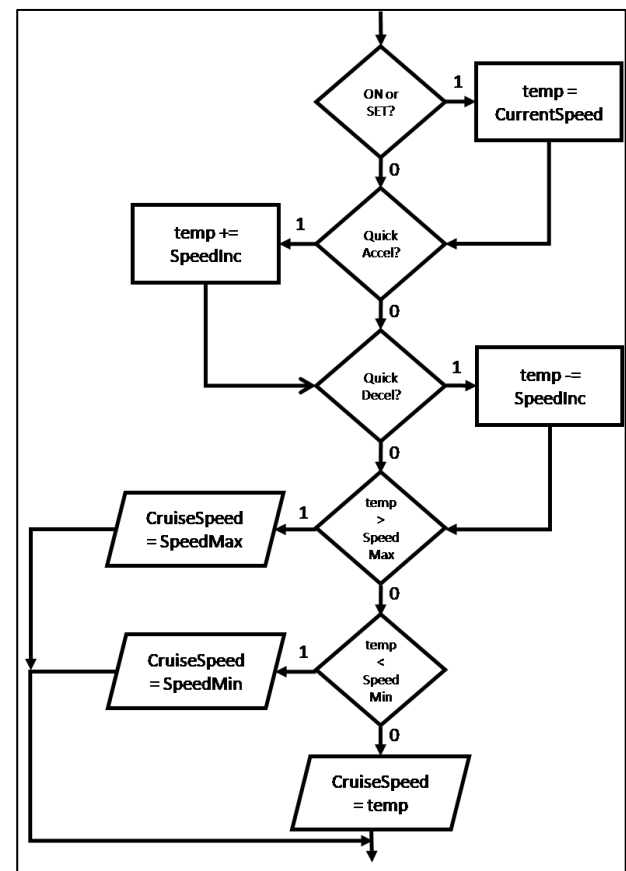 ON or
SET?
1
temp =
CurrentSpeed
0
Quick
Accel?
1
temp +=
SpeedInc
0
Quick
Decel?
1
temp -=
SpeedInc
0
temp
>
Speed
Max
1
CruiseSpeed
= SpeedMax
0
temp
<
Speed
Min
1
CruiseSpeed
= SpeedMin
0
CruiseSpeed
= temp